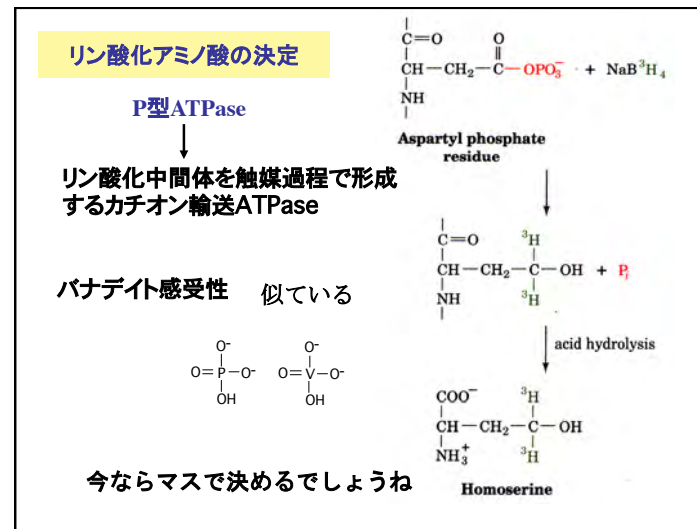 リン酸化アミノ酸の決定
P型ATPase
リン酸化中間体を触媒過程で形成
するカチオン輸送ATPase
バナデイト感受性 似ている
O⁻
O=P—O⁻
OH
O⁻
O=V—O⁻
OH
今ならマスで決めるでしょうね
C=O O
CH—CH₂—C—OPO₃⁻ + NaB³H₄
NH
Aspartyl phosphate
residue
C=O ³H
CH—CH₂—C—OH + Pᵢ
NH ³H
acid hydrolysis
COO⁻ ³H
CH—CH₂—C—OH
NH₃⁺ ³H
Homoserine